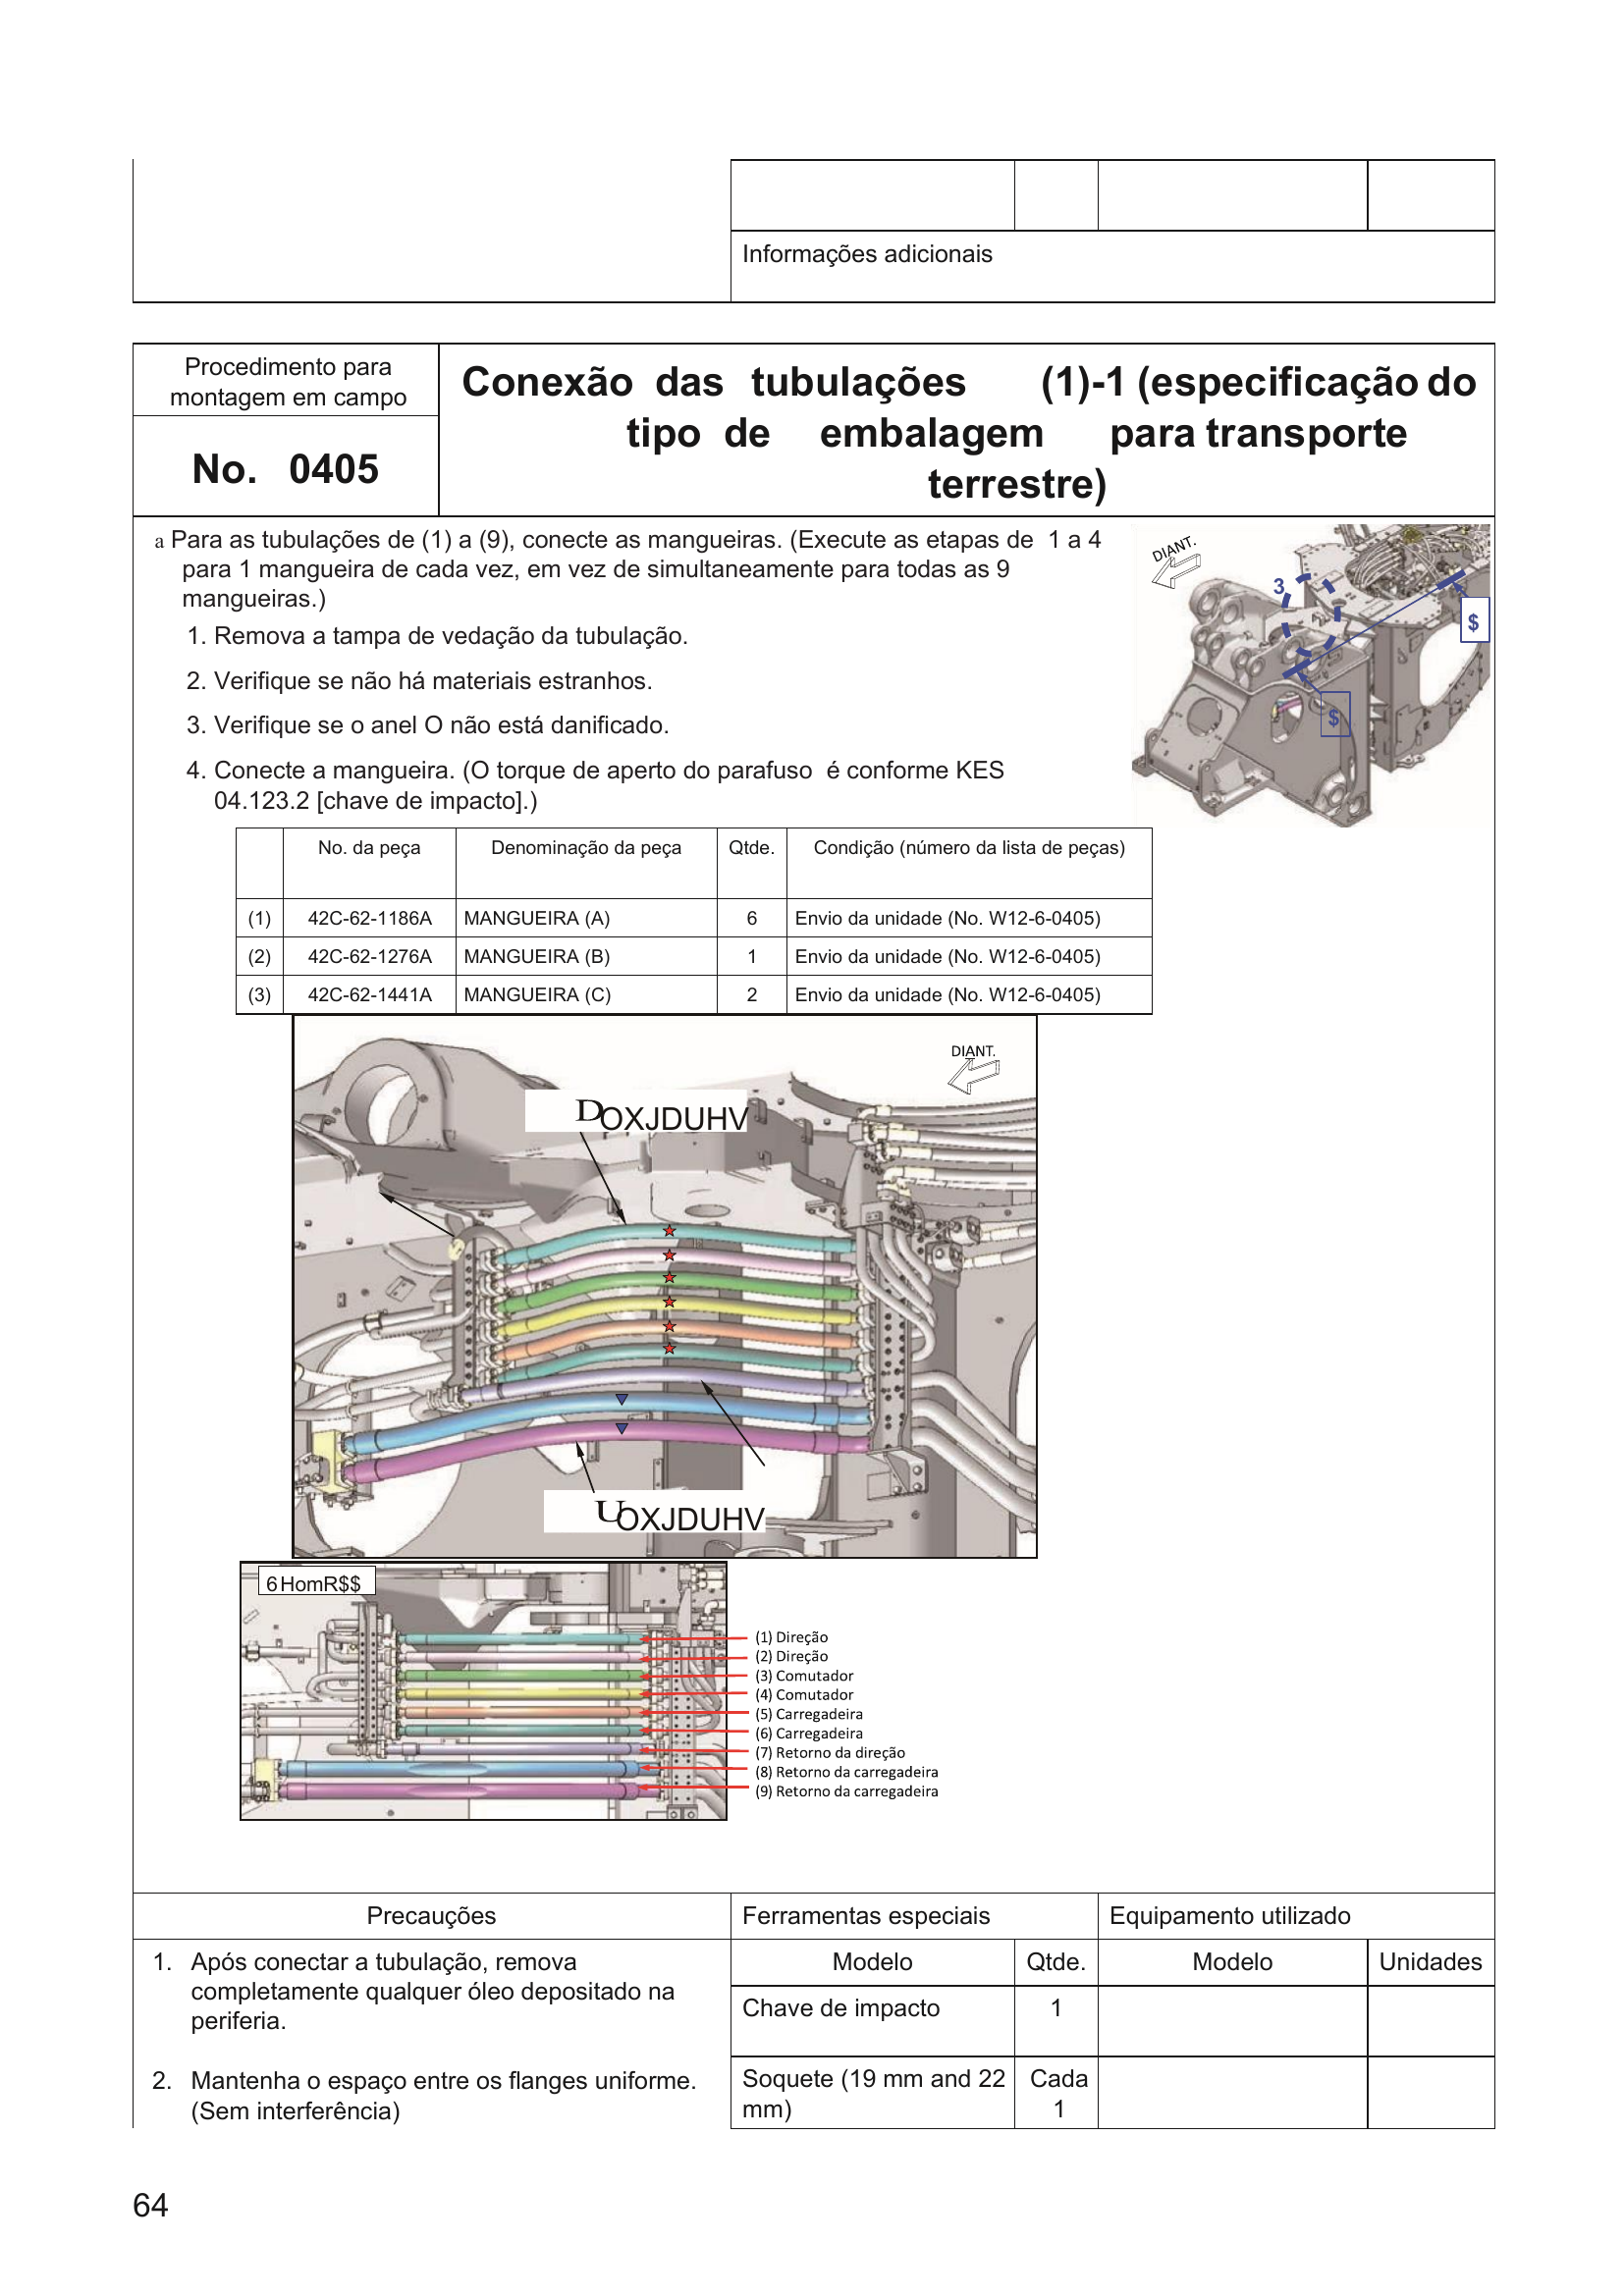 Informações adicionais
Procedimento para
montagem em campo
No. 0405
Conexão das tubulações (1)-1 (especificação do
tipo de embalagem para transporte
terrestre)
a Para as tubulações de (1) a (9), conecte as mangueiras. (Execute as etapas de 1 a 4
para 1 mangueira de cada vez, em vez de simultaneamente para todas as 9
mangueiras.)
1. Remova a tampa de vedação da tubulação.
2. Verifique se não há materiais estranhos.
3. Verifique se o anel O não está danificado.
4. Conecte a mangueira. (O torque de aperto do parafuso é conforme KES
04.123.2 [chave de impacto].)
DIANT.
3
$
$
No. da peça Denominação da peça Qtde. Condição (número da lista de peças)
(1) 42C-62-1186A MANGUEIRA (A) 6 Envio da unidade (No. W12-6-0405)
(2) 42C-62-1276A MANGUEIRA (B) 1 Envio da unidade (No. W12-6-0405)
(3) 42C-62-1441A MANGUEIRA (C) 2 Envio da unidade (No. W12-6-0405)
DIANT.
DOXJDUHV
UOXJDUHV
6HomR$$
(1) Direção
(2) Direção
(3) Comutador
(4) Comutador
(5) Carregadeira
(6) Carregadeira
(7) Retorno da direção
(8) Retorno da carregadeira
(9) Retorno da carregadeira
Precauções
1. Após conectar a tubulação, remova
completamente qualquer óleo depositado na
periferia.
2. Mantenha o espaço entre os flanges uniforme.
(Sem interferência)
Ferramentas especiais Equipamento utilizado
Modelo Qtde. Modelo Unidades
Chave de impacto 1
Soquete (19 mm and 22 Cada
mm) 1
64